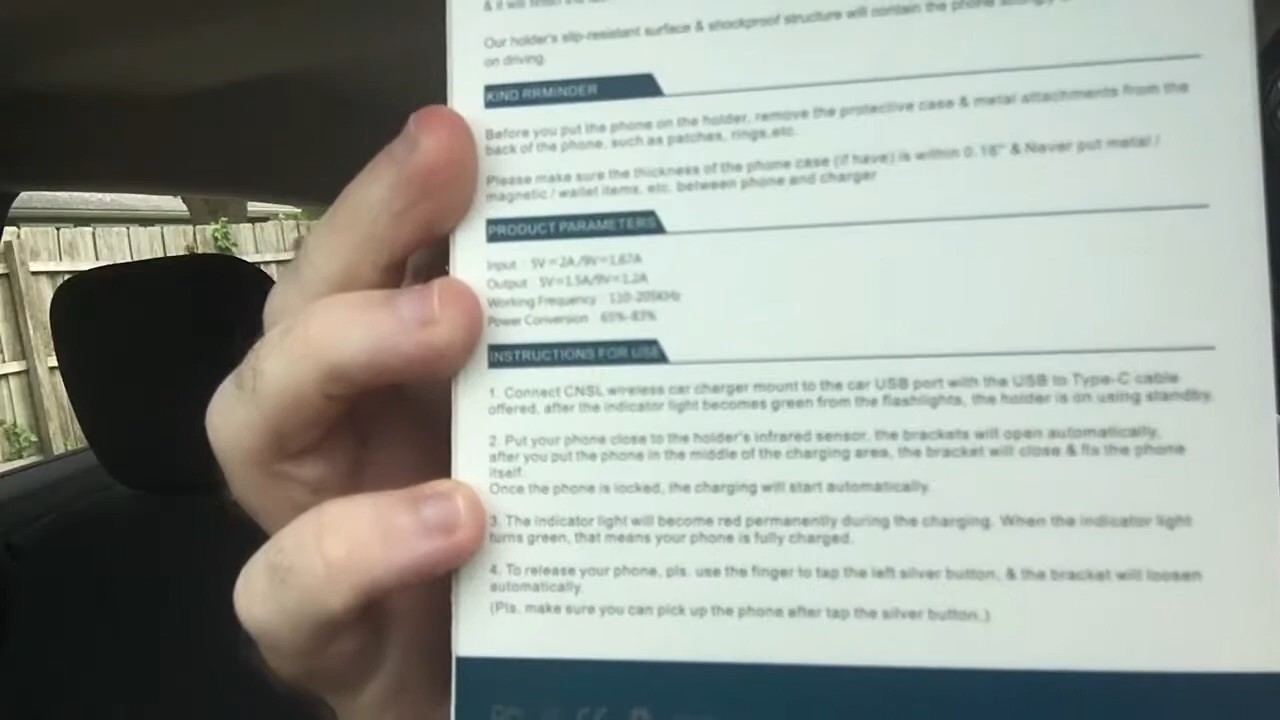 & it will
Our holder's slip-resistant surface & shockproof structure will contain the phone strongly
on driving.
KIND RRMINDER
Before you put the phone on the holder, remove the protective case & metal attachments from the
back of the phone, such as patches, rings,etc.
Please make sure the thickness of the phone case (if have) is within 0.16" & Never put metal /
magnetic / wallet items, etc. between phone and charger
PRODUCT PARAMETERS
Input : 5V=2A/9V=1.67A
Output : 5V=1.5A/9V=1.2A
Working Frequency : 110-205KHz
Power Conversion : 65%-83%
INSTRUCTIONS FOR USE
1. Connect CNSL wireless car charger mount to the car USB port with the USB to Type-C cable
offered, after the indicator light becomes green from the flashlights, the holder is on using standby.
2. Put your phone close to the holder's infrared sensor, the brackets will open automatically,
after you put the phone in the middle of the charging area, the bracket will close & fix the phone
itself.
Once the phone is locked, the charging will start automatically.
3. The indicator light will become red permanently during the charging. When the indicator light
turns green, that means your phone is fully charged.
4. To release your phone, pls. use the finger to tap the left silver button, & the bracket will loosen
automatically.
(Pls. make sure you can pick up the phone after tap the silver button.)